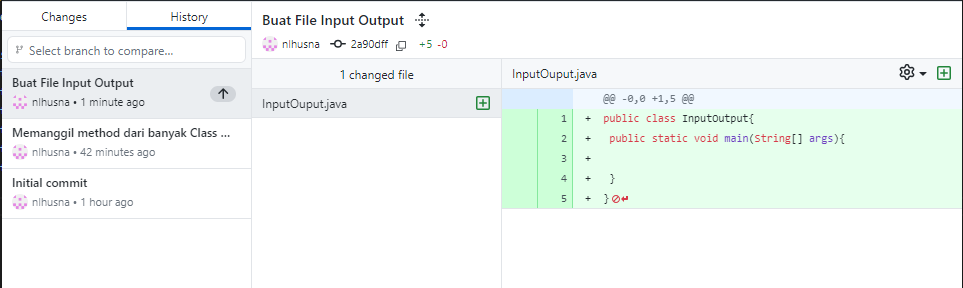 Changes
History
Select branch to compare...
Buat File Input Output
nlhusna • 1 minute ago
Memanggil method dari banyak Class ...
nlhusna • 42 minutes ago
Initial commit
nlhusna • 1 hour ago
Buat File Input Output
nlhusna 2a90dff +5 -0
1 changed file
InputOuput.java
InputOuput.java
@@ -0,0 +1,5 @@
1 + public class InputOutput{
2 + public static void main(String[] args){
3 +
4 + }
5 + }